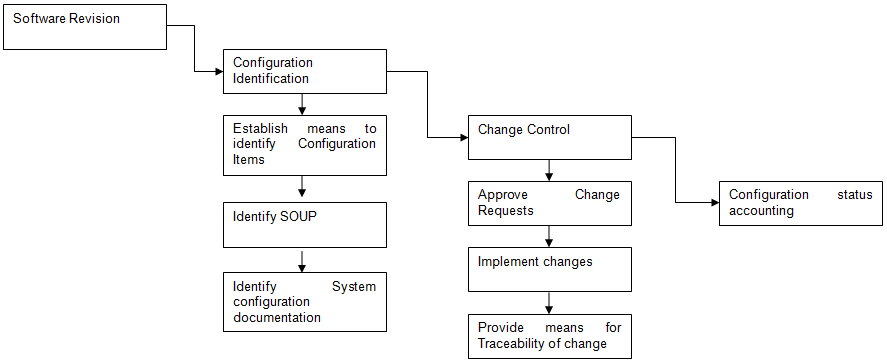 Software Revision
Configuration
Identification
Establish means to
identify Configuration
Items
Identify SOUP
Identify System
configuration
documentation
Change Control
Approve Change
Requests
Implement changes
Provide means for
Traceability of change
Configuration status
accounting